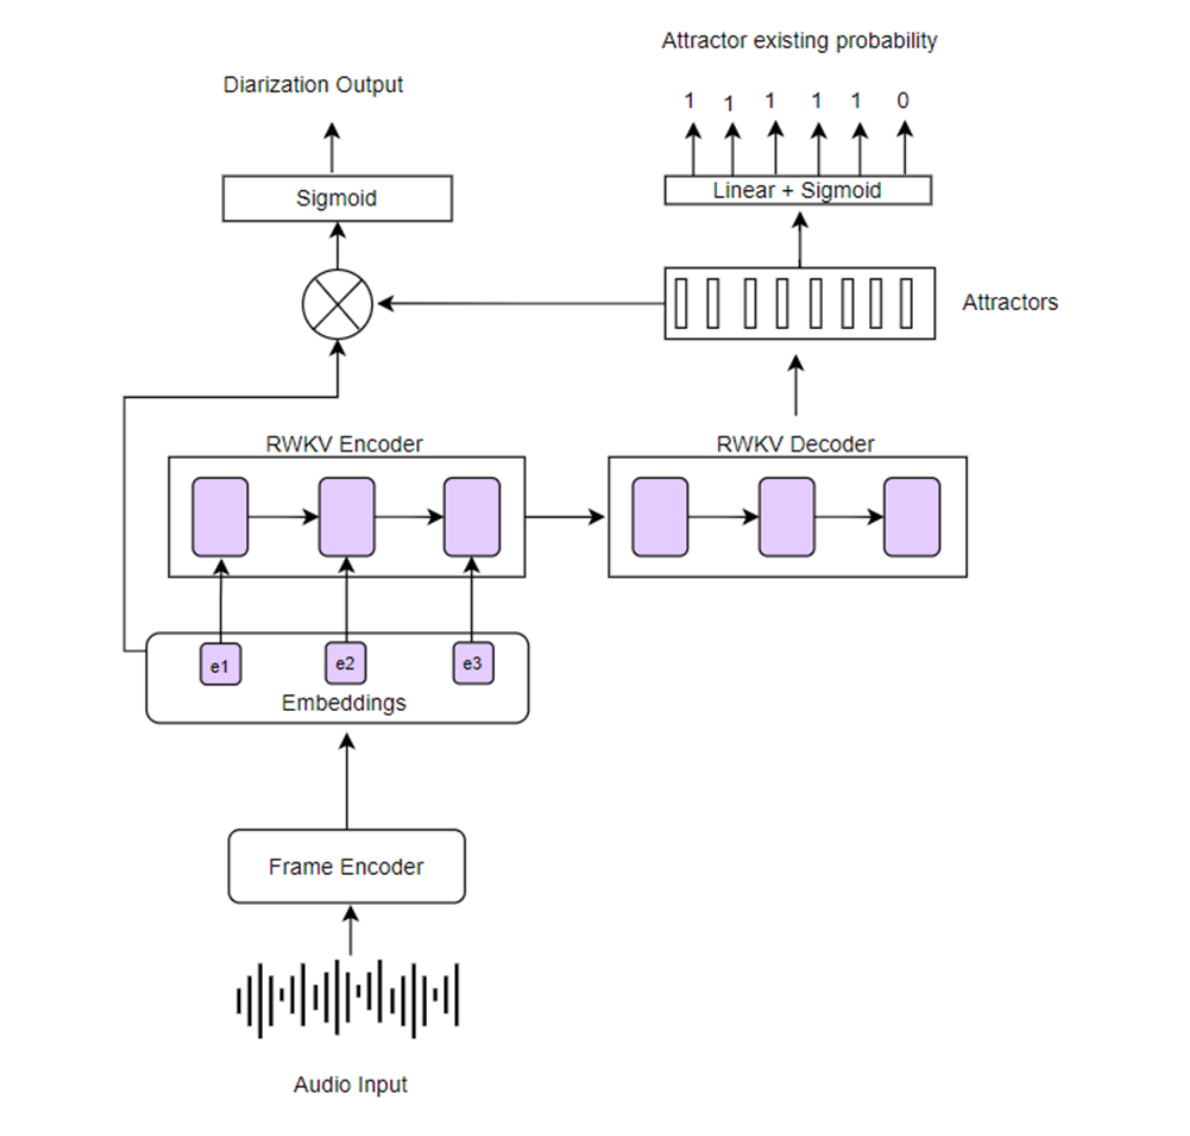 Attractor existing probability
Diarization Output
1 1 1 1 1 0
Sigmoid
Linear + Sigmoid
Attractors
RWKV Encoder
RWKV Decoder
e1 e2 e3
Embeddings
Frame Encoder
Audio Input